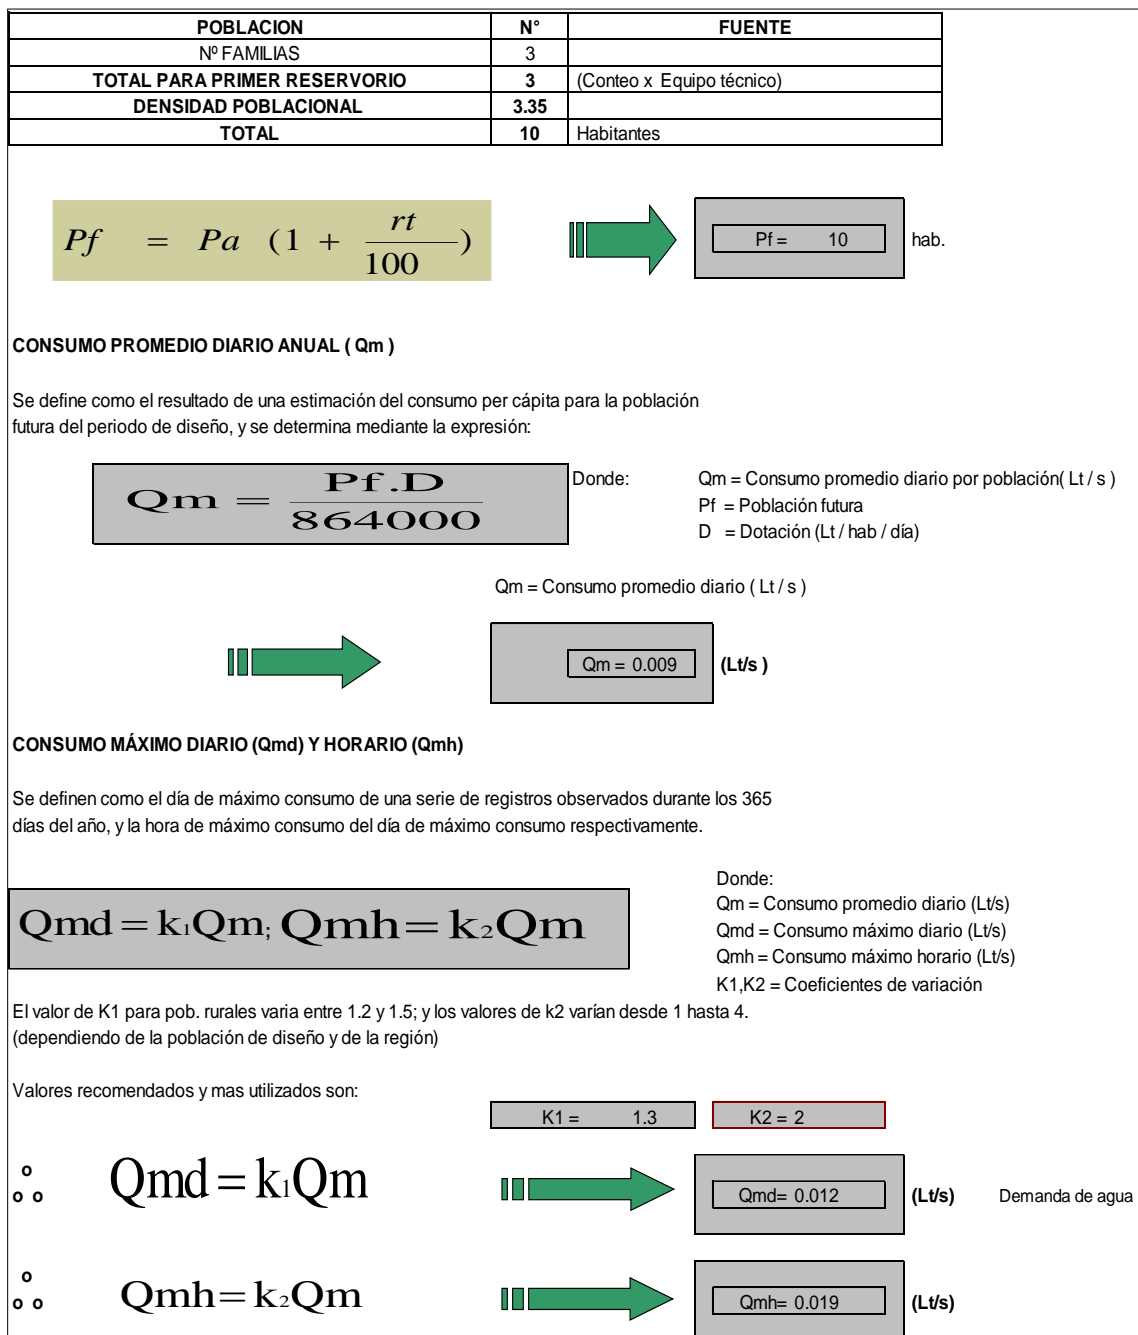 POBLACION N° FUENTE
Nº FAMILIAS 3
TOTAL PARA PRIMER RESERVORIO 3 (Conteo x Equipo técnico)
DENSIDAD POBLACIONAL 3.35
TOTAL 10 Habitantes
Pf = Pa (1 + rt/100) Pf = 10 hab.
CONSUMO PROMEDIO DIARIO ANUAL ( Qm )
Se define como el resultado de una estimación del consumo per cápita para la población
futura del periodo de diseño, y se determina mediante la expresión:
Qm = Pf.D/864000 Donde: Qm = Consumo promedio diario por población( Lt / s )
Pf = Población futura
D = Dotación (Lt / hab / día)
Qm = Consumo promedio diario ( Lt / s )
Qm = 0.009 (Lt/s )
CONSUMO MÁXIMO DIARIO (Qmd) Y HORARIO (Qmh)
Se definen como el día de máximo consumo de una serie de registros observados durante los 365
días del año, y la hora de máximo consumo del día de máximo consumo respectivamente.
Donde:
Qmd = k₁Qm; Qmh = k₂Qm Qm = Consumo promedio diario (Lt/s)
Qmd = Consumo máximo diario (Lt/s)
Qmh = Consumo máximo horario (Lt/s)
K1,K2 = Coeficientes de variación
El valor de K1 para pob. rurales varia entre 1.2 y 1.5; y los valores de k2 varían desde 1 hasta 4.
(dependiendo de la población de diseño y de la región)
Valores recomendados y mas utilizados son:
K1 = 1.3 K2 = 2
o
o o Qmd = k₁Qm Qmd= 0.012 (Lt/s) Demanda de agua
o
o o Qmh = k₂Qm Qmh= 0.019 (Lt/s)